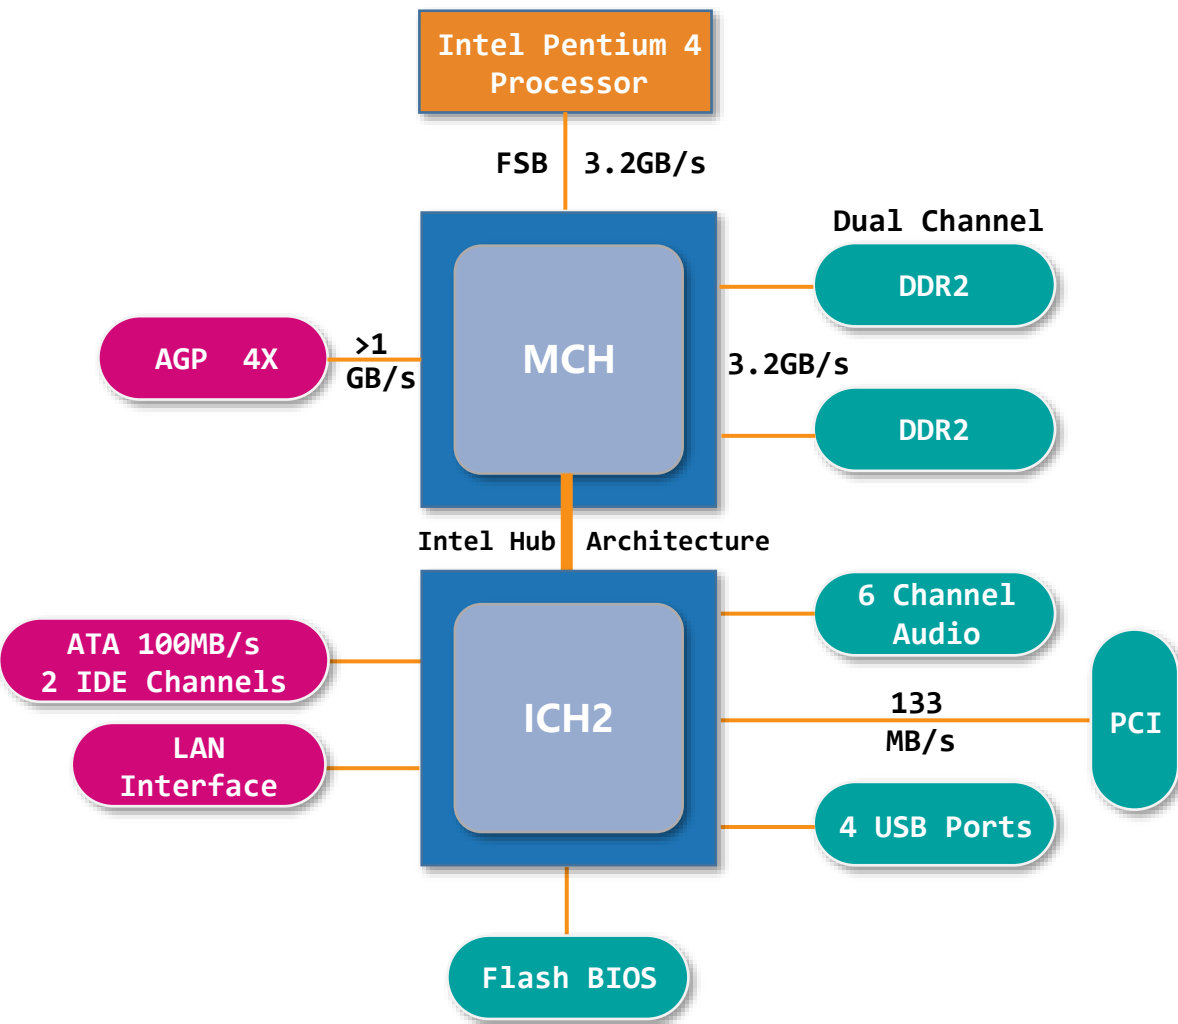 Intel Pentium 4
Processor
FSB 3.2GB/s
Dual Channel
DDR2
AGP 4X
>1
GB/s
MCH
3.2GB/s
DDR2
Intel Hub Architecture
6 Channel
Audio
ATA 100MB/s
2 IDE Channels
ICH2
133
MB/s
PCI
LAN
Interface
4 USB Ports
Flash BIOS